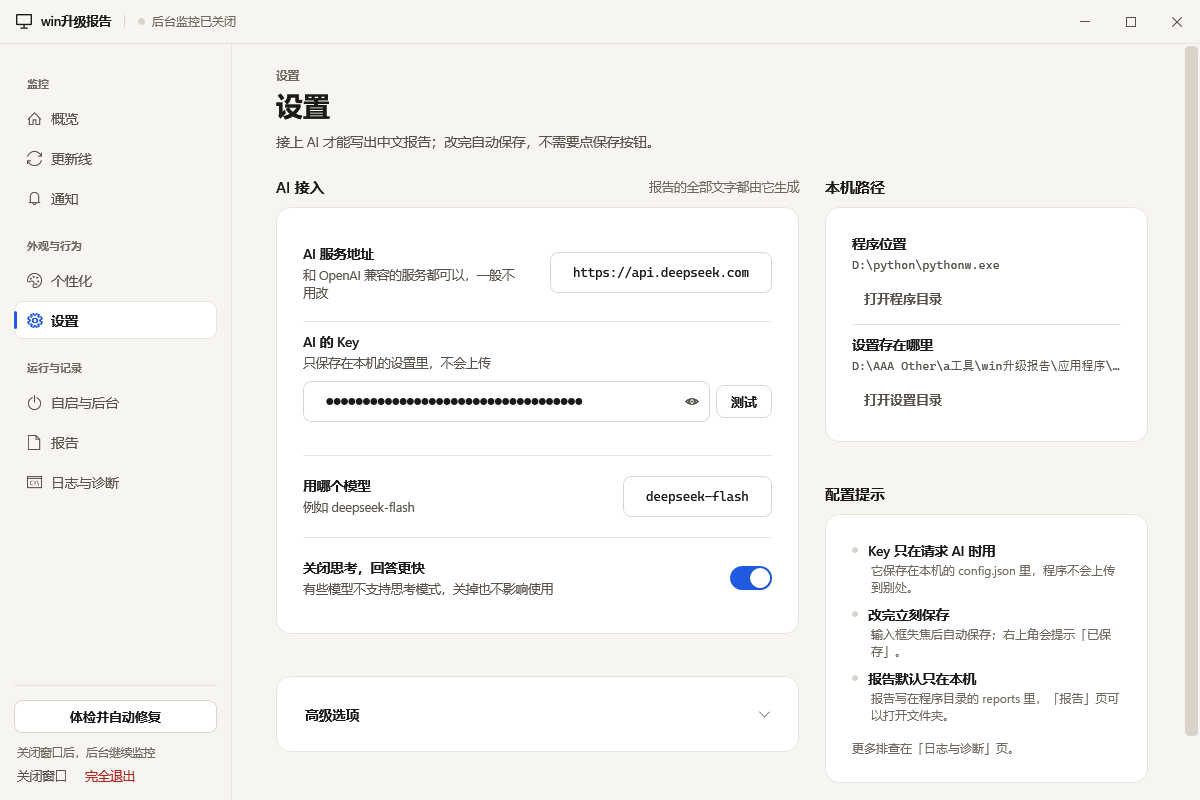 win升级报告
后台监控已关闭
监控
概览
更新线
通知
外观与行为
个性化
设置
运行与记录
自启与后台
报告
日志与诊断
体检并自动修复
关闭窗口后，后台继续监控
关闭窗口 完全退出
设置
设置
接上 AI 才能写出中文报告；改完自动保存，不需要点保存按钮。
AI 接入
报告的全部文字都由它生成
AI 服务地址
和 OpenAI 兼容的服务都可以，一般不
用改
https://api.deepseek.com
AI 的 Key
只保存在本机的设置里，不会上传
●●●●●●●●●●●●●●●●●●●●●●●●●●●●●●●●●●●
测试
用哪个模型
例如 deepseek-flash
deepseek-flash
关闭思考，回答更快
有些模型不支持思考模式，关掉也不影响使用
高级选项
本机路径
程序位置
D:\python\pythonw.exe
打开程序目录
设置存在哪里
D:\AAA Other\a工具\win升级报告\应用程序\…
打开设置目录
配置提示
Key 只在请求 AI 时用
它保存在本机的 config.json 里，程序不会上传
到别处。
改完立刻保存
输入框失焦后自动保存；右上角会提示「已保
存」。
报告默认只在本机
报告写在程序目录的 reports 里，「报告」页可
以打开文件夹。
更多排查在「日志与诊断」页。